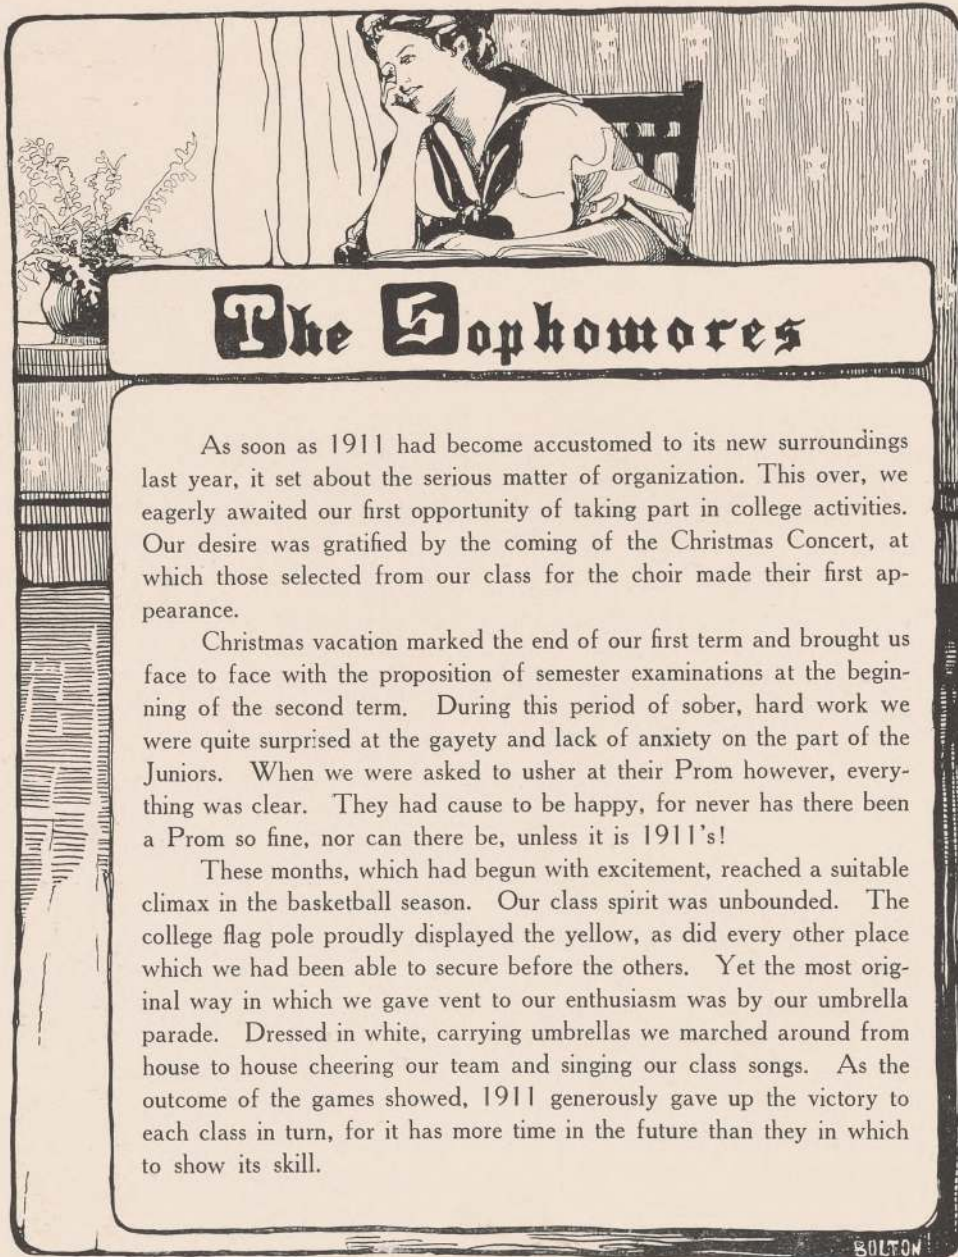 The Sophomores
As soon as 1911 had become accustomed to its new surroundings
last year, it set about the serious matter of organization. This over, we
eagerly awaited our first opportunity of taking part in college activities.
Our desire was gratified by the coming of the Christmas Concert, at
which those selected from our class for the choir made their first ap-
pearance.
Christmas vacation marked the end of our first term and brought us
face to face with the proposition of semester examinations at the begin-
ning of the second term. During this period of sober, hard work we
were quite surprised at the gayety and lack of anxiety on the part of the
Juniors. When we were asked to usher at their Prom however, every-
thing was clear. They had cause to be happy, for never has there been
a Prom so fine, nor can there be, unless it is 1911's!
These months, which had begun with excitement, reached a suitable
climax in the basketball season. Our class spirit was unbounded. The
college flag pole proudly displayed the yellow, as did every other place
which we had been able to secure before the others. Yet the most orig-
inal way in which we gave vent to our enthusiasm was by our umbrella
parade. Dressed in white, carrying umbrellas we marched around from
house to house cheering our team and singing our class songs. As the
outcome of the games showed, 1911 generously gave up the victory to
each class in turn, for it has more time in the future than they in which
to show its skill.
BOLTON